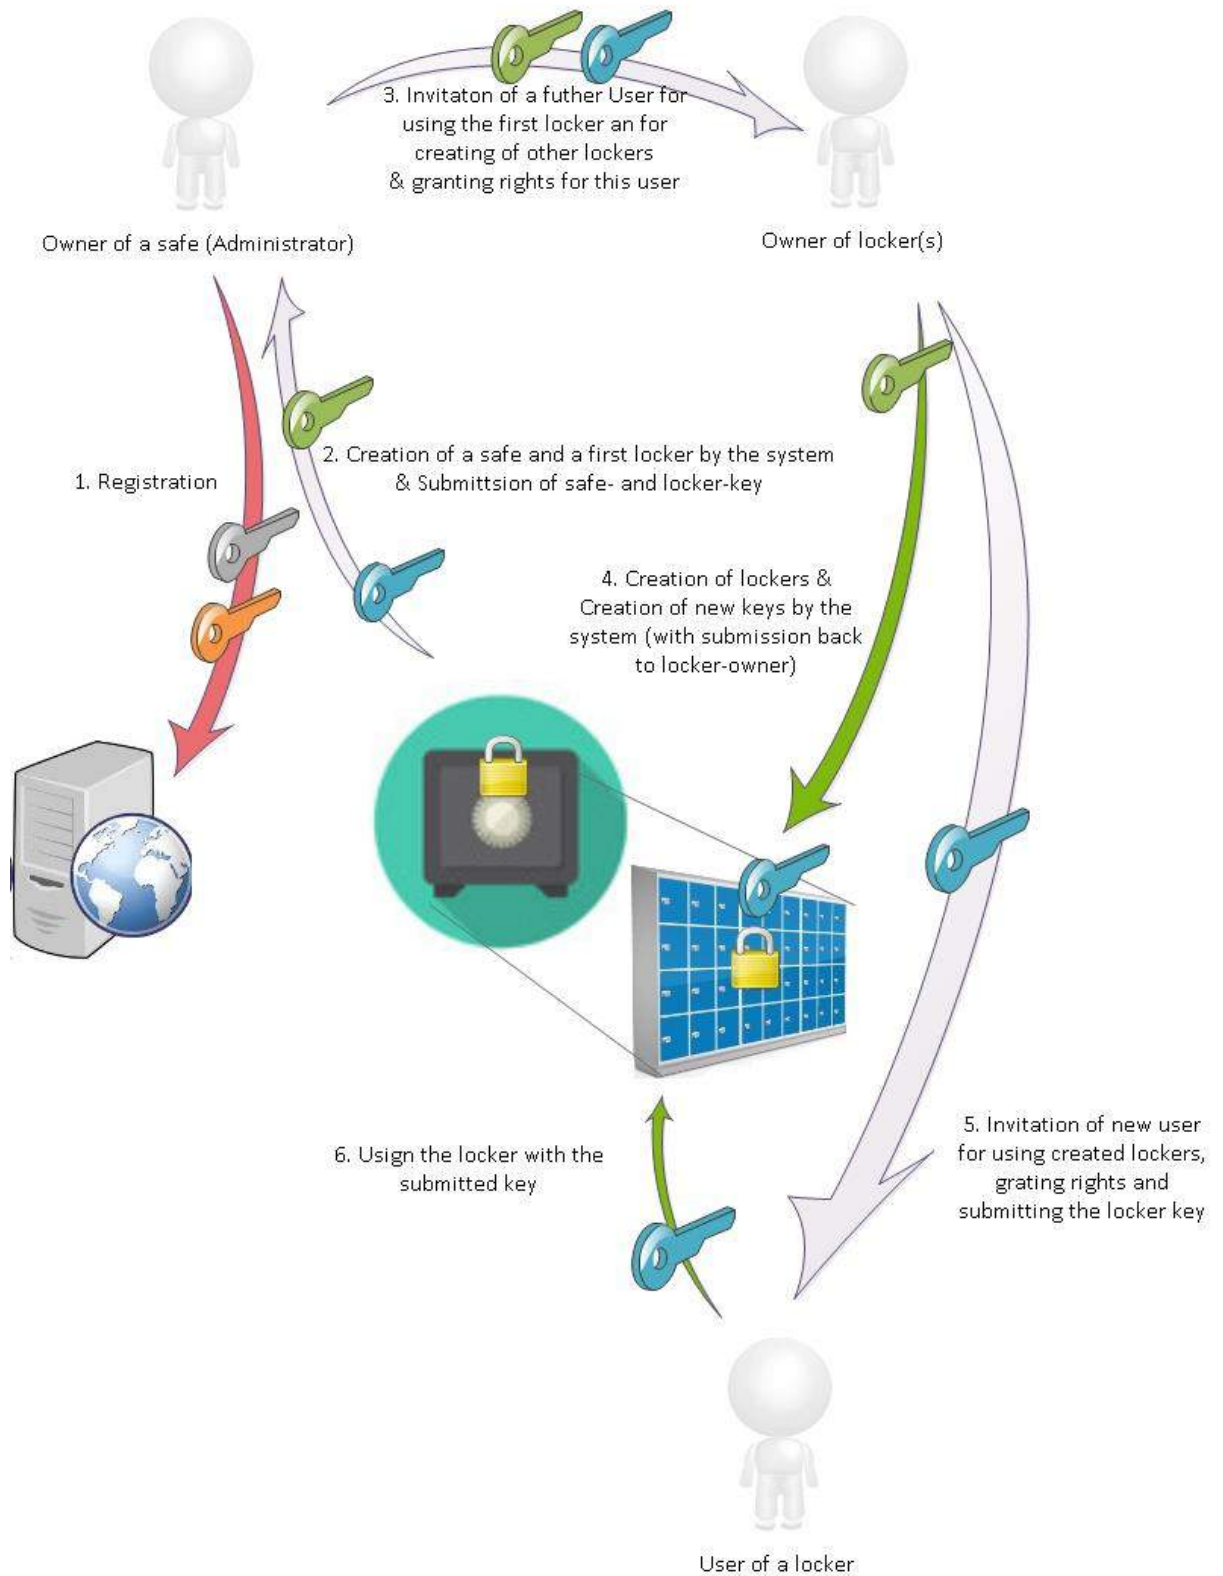 3. Invitaton of a futher User for
using the first locker an for
creating of other lockers
& granting rights for this user
Owner of a safe (Administrator)
Owner of locker(s)
2. Creation of a safe and a first locker by the system
& Submittsion of safe- and locker-key
1. Registration
4. Creation of lockers &
Creation of new keys by the
system (with submission back
to locker-owner)
5. Invitation of new user
for using created lockers,
grating rights and
submitting the locker key
6. Usign the locker with the
submitted key
User of a locker